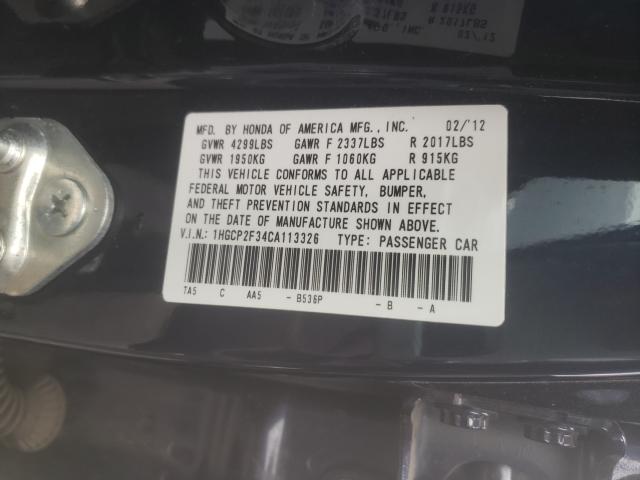 MFD. BY HONDA OF AMERICA MFG., INC. 02/'12
GVWR 4299LBS GAWR F 2337LBS R 2017LBS
GVWR 1950KG GAWR F 1060KG R 915KG
THIS VEHICLE CONFORMS TO ALL APPLICABLE
FEDERAL MOTOR VEHICLE SAFETY, BUMPER,
AND THEFT PREVENTION STANDARDS IN EFFECT
ON THE DATE OF MANUFACTURE SHOWN ABOVE.
V.I.N.: 1HGCP2F34CA113326 TYPE: PASSENGER CAR
TA5 C AA5 - B536P - B - A